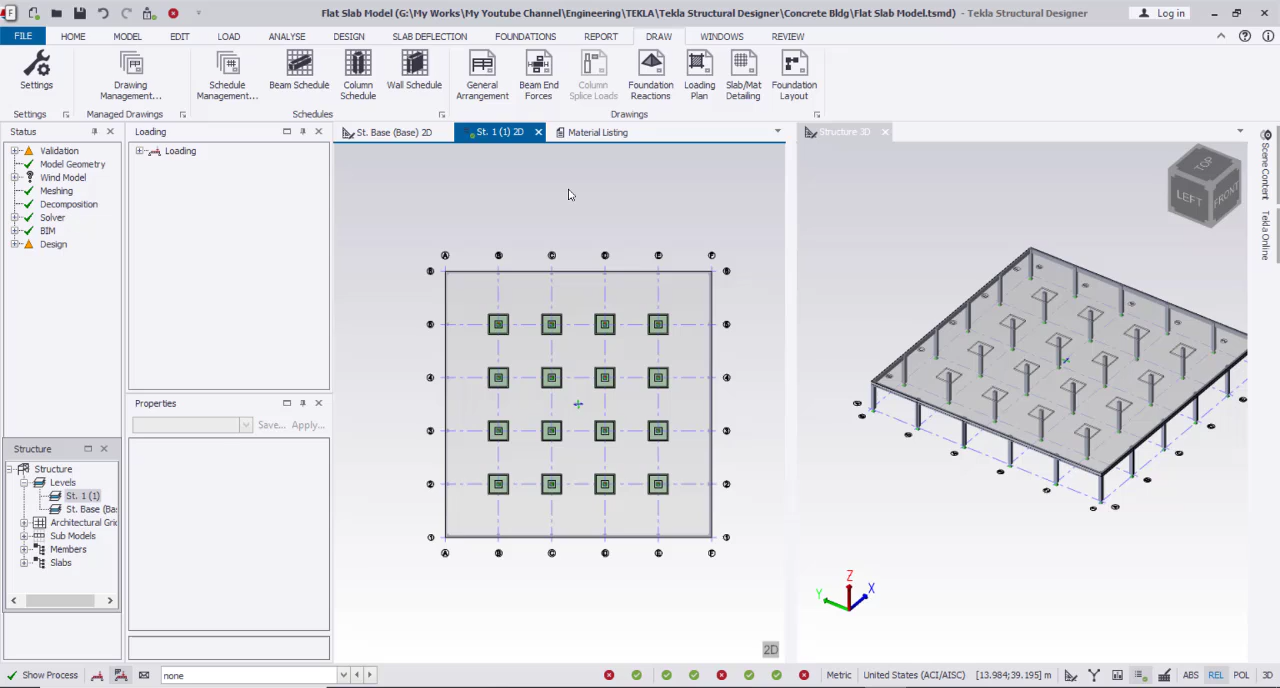 Flat Slab Model (G:\My Works\My Youtube Channel\Engineering\TEKLA\Tekla Structural Designer\Concrete Bldg\Flat Slab Model.tsmd) - Tekla Structural Designer
Log in
FILE HOME MODEL EDIT LOAD ANALYSE DESIGN SLAB DEFLECTION FOUNDATIONS REPORT DRAW WINDOWS REVIEW
Settings
Drawing Management...
Schedule Management...
Beam Schedule
Column Schedule
Wall Schedule
General Arrangement
Beam End Forces
Column Splice Loads
Foundation Reactions
Loading Plan
Slab/Mat Detailing
Foundation Layout
Settings Managed Drawings Schedules Drawings
Status
Validation
Model Geometry
Wind Model
Meshing
Decomposition
Solver
BIM
Design
Loading
Loading
Properties
Save... Apply...
Structure
Structure
Levels
St. 1 (1)
St. Base (Bas
Architectural Gric
Sub Models
Members
Slabs
St. Base (Base) 2D
St. 1 (1) 2D
Material Listing
2D
Structure 3D
TOP
LEFT
FRONT
Z
Y
X
Scene Content
Tekla Online
Show Process
none
Metric
United States (ACI/AISC)
[13.984;39.195] m
ABS
REL
POL
3D